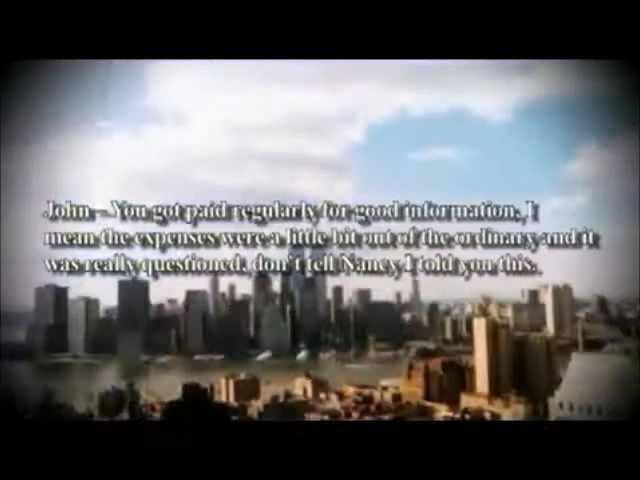 John – You got paid regularly for good information, I
mean the expenses were a little bit out of the ordinary and it
was really questioned. don't tell Nancy I told you this.